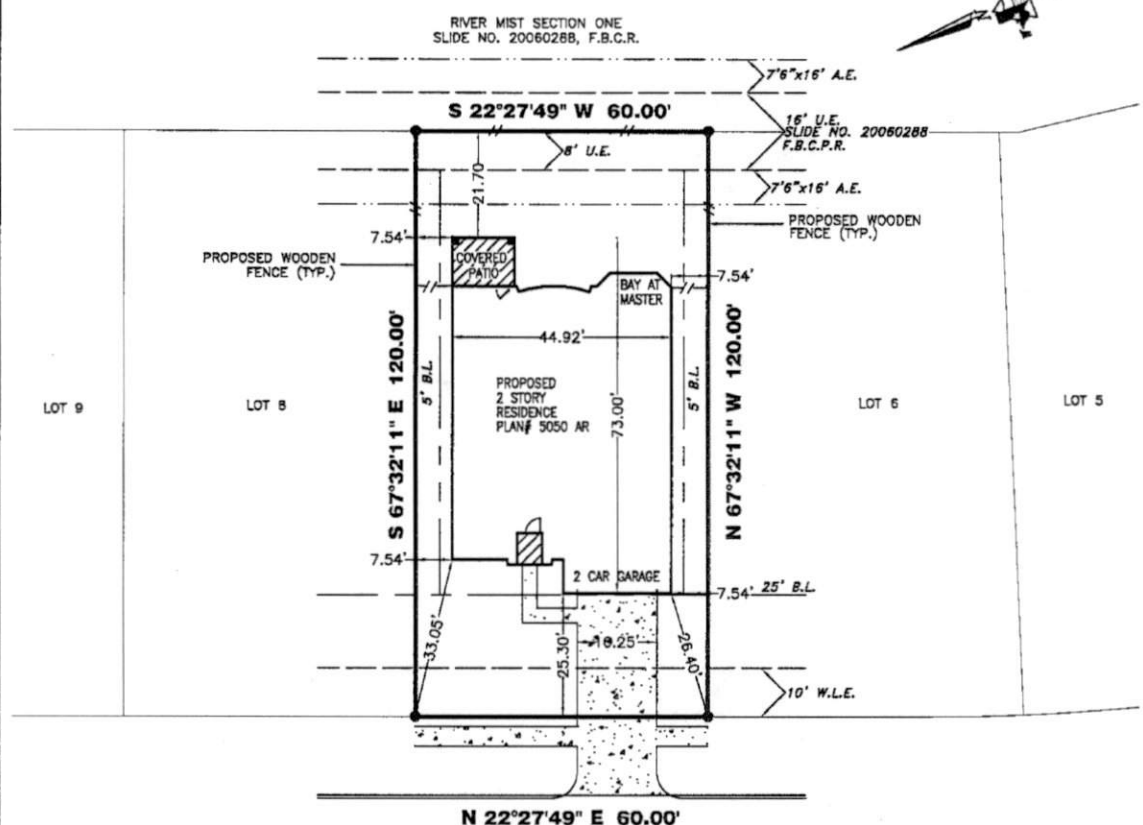 RIVER MIST SECTION ONE
SLIDE NO. 20060288, F.B.C.R.
7'6"x16' A.E.
S 22°27'49" W 60.00'
16' U.E.
SLIDE NO. 20060288
F.B.C.P.R.
8' U.E.
21.70
7'6"x16' A.E.
PROPOSED WOODEN
FENCE (TYP.)
PROPOSED WOODEN
FENCE (TYP.)
7.54'
COVERED
PATIO
BAY AT
MASTER
7.54'
44.92'
S 67°32'11" E 120.00'
5' B.L.
PROPOSED
2 STORY
RESIDENCE
PLAN# 5050 AR
73.00'
5' B.L.
N 67°32'11" W 120.00'
LOT 9
LOT 8
LOT 6
LOT 5
7.54'
2 CAR GARAGE
7.54'
25' B.L.
33.05'
25.30'
16.25'
26.40'
10' W.L.E.
N 22°27'49" E 60.00'